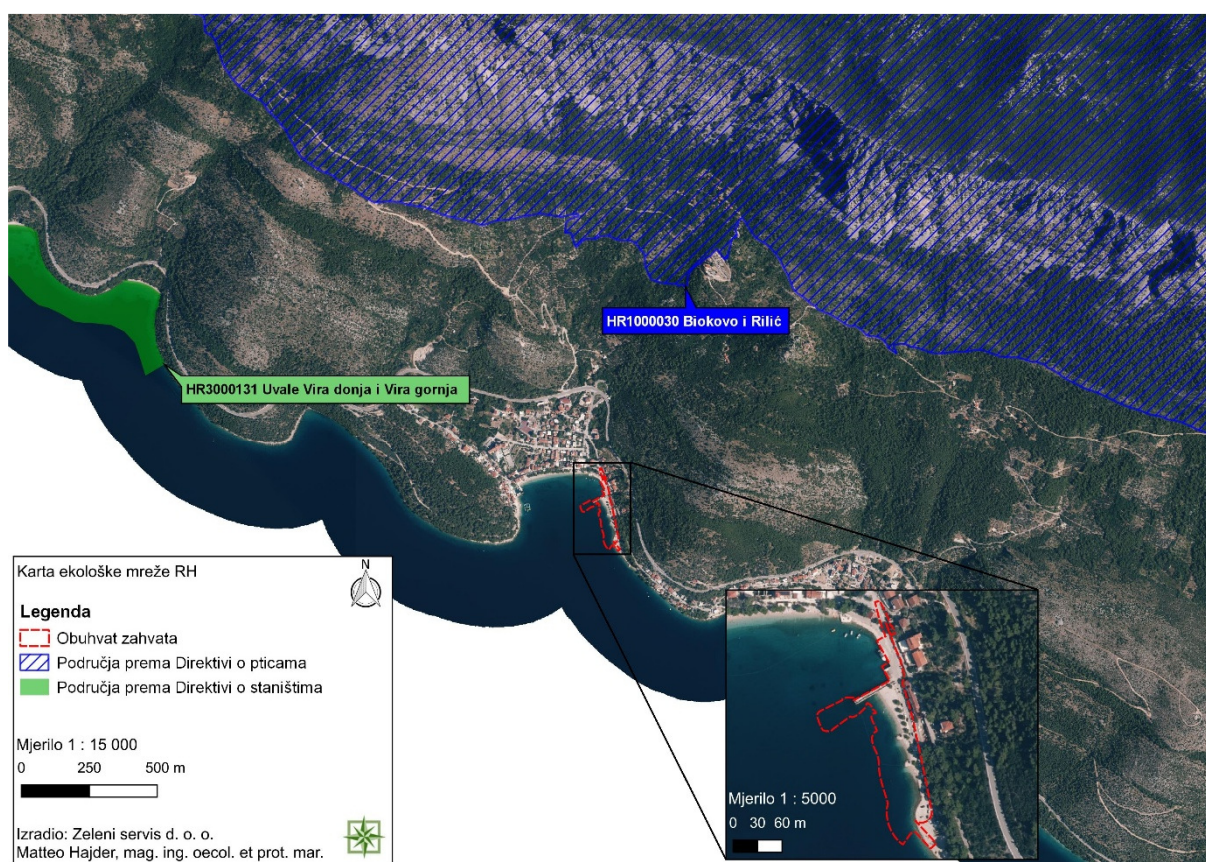 HR1000030 Biokovo i Rilić
HR3000131 Uvale Vira donja i Vira gornja
Karta ekološke mreže RH
N
Legenda
Obuhvat zahvata
Područja prema Direktivi o pticama
Područja prema Direktivi o staništima
Mjerilo 1 : 15 000
0 250 500 m
Izradio: Zeleni servis d. o. o.
Matteo Hajder, mag. ing. oecol. et prot. mar.
Mjerilo 1 : 5000
0 30 60 m